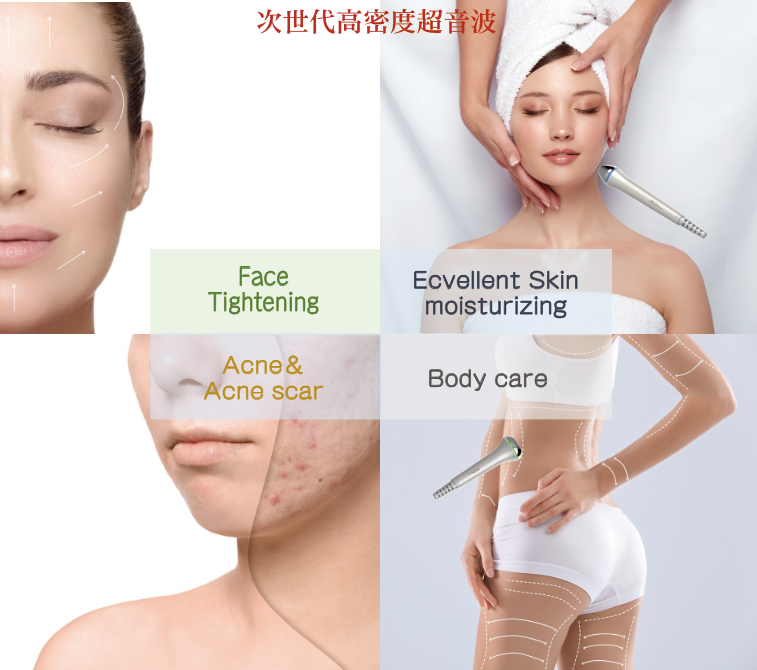 次世代高密度超音波
Face
Tightening
Ecvellent Skin
moisturizing
Acne&
Acne scar
Body care